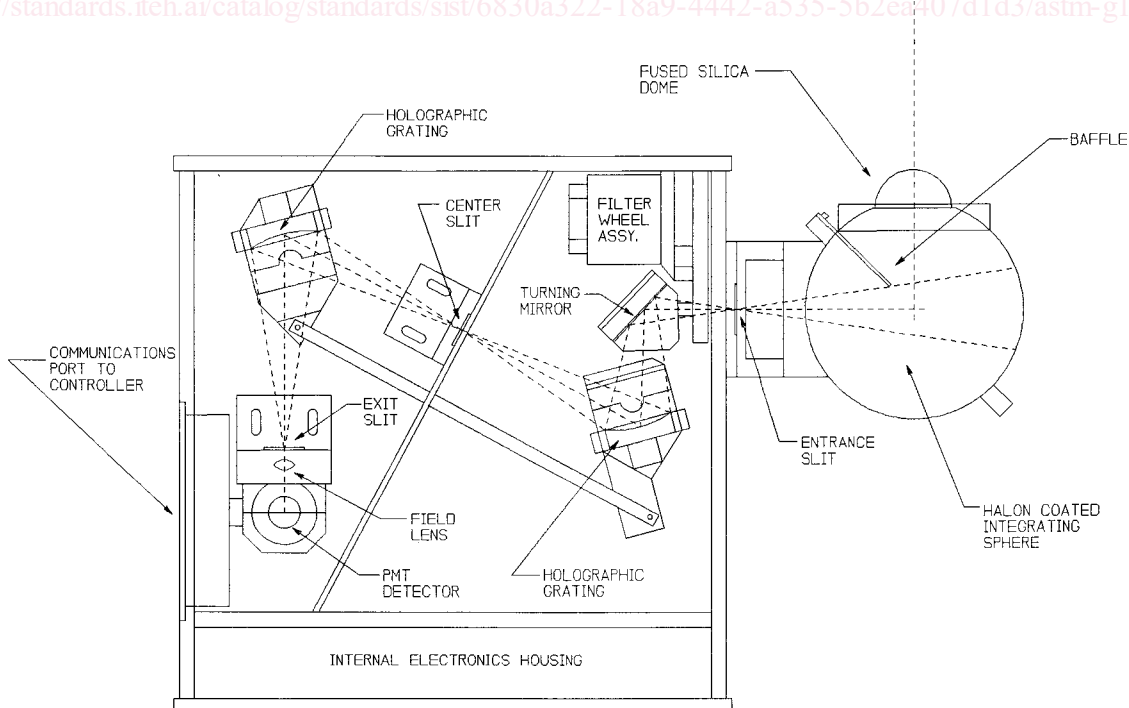 /standards.iteh.ai/catalog/standards/sist/6830a322-18a9-4442-a535-5b2ea407d1d3/astm-g1
FUSED SILICA
DOME
HOLOGRAPHIC
GRATING
BAFFLE
CENTER
SLIT
FILTER
WHEEL
ASSY.
TURNING
MIRROR
COMMUNICATIONS
PORT TO
CONTROLLER
EXIT
SLIT
ENTRANCE
SLIT
FIELD
LENS
HALON COATED
INTEGRATING
SPHERE
PMT
DETECTOR
HOLOGRAPHIC
GRATING
INTERNAL ELECTRONICS HOUSING